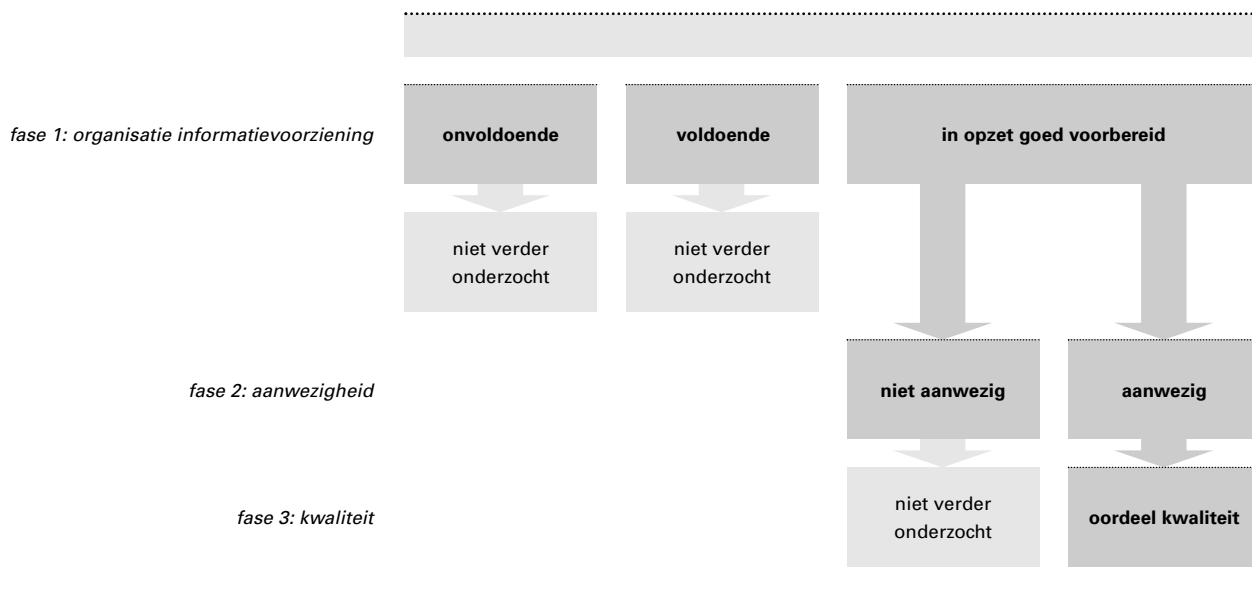 fase 1: organisatie informatievoorziening
onvoldoende
voldoende
in opzet goed voorbereid
niet verder
onderzocht
niet verder
onderzocht
fase 2: aanwezigheid
niet aanwezig
aanwezig
fase 3: kwaliteit
niet verder
onderzocht
oordeel kwaliteit